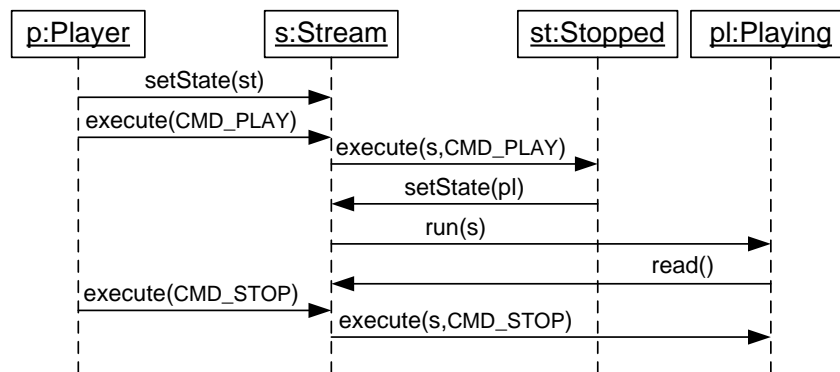 p:Player
s:Stream
st:Stopped
pl:Playing
setState(st)
execute(CMD_PLAY)
execute(s,CMD_PLAY)
setState(pl)
run(s)
read()
execute(CMD_STOP)
execute(s,CMD_STOP)